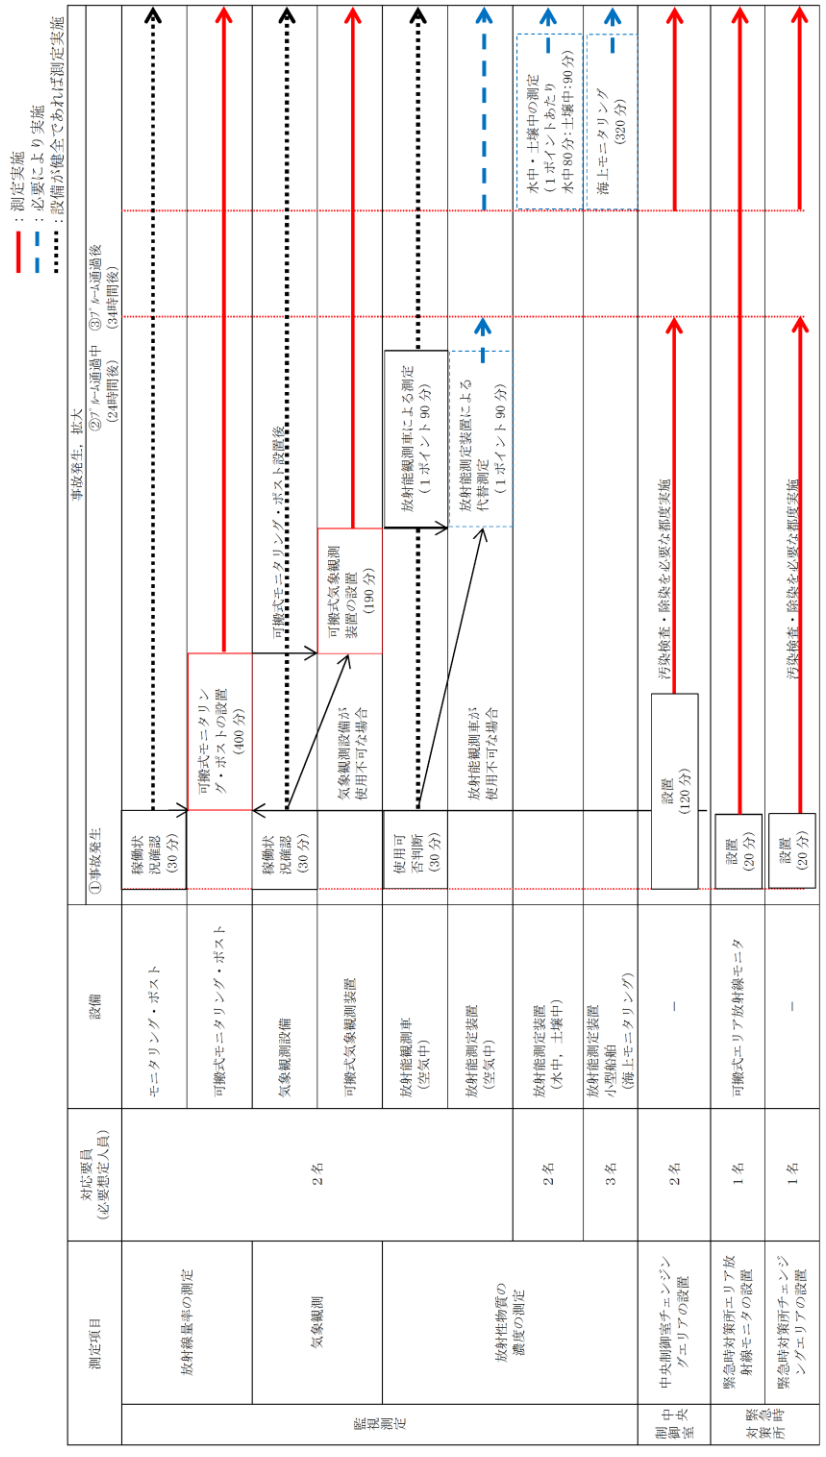 ：測定実施
：必要により実施
：設備が健全であれば測定実施
測定項目
対応要員
（必要想定人員）
設備
事故発生，拡大
①事故発生
②ﾌﾟﾙｰﾑ通過中
（24時間後）
③ﾌﾟﾙｰﾑ通過後
（34時間後）
監視
測定
放射線量率の測定
2名
モニタリング・ポスト
稼働状
況確認
（30分）
可搬式モニタリング・ポスト
可搬式モニタリン
グ・ポストの設置
（400分）
気象観測
気象観測設備
稼働状
況確認
（30分）
可搬式モニタリング・ポスト設置後
可搬式気象観測装置
気象観測設備が
使用不可な場合
可搬式気象観測
装置の設置
（190分）
放射性物質の
濃度の測定
放射能観測車
（空気中）
使用可
否判断
（30分）
放射能観測車による測定
（1ポイント90分）
放射能測定装置
（空気中）
放射能観測車が
使用不可な場合
放射能測定装置による
代替測定
（1ポイント90分）
2名
放射能測定装置
（水中，土壌中）
水中・土壌中の測定
（1ポイントあたり
水中80分：土壌中：90分）
3名
放射能測定装置
小型船舶
（海上モニタリング）
海上モニタリング
（320分）
中央
制御
室
中央制御室チェンジン
グエリアの設置
2名
－
設置
（120分）
汚染検査・除染を必要な都度実施
緊急時
対策所
緊急時対策所エリア放
射線モニタの設置
1名
可搬式エリア放射線モニタ
設置
（20分）
緊急時対策所チェンジ
ングエリアの設置
1名
－
設置
（20分）
汚染検査・除染を必要な都度実施